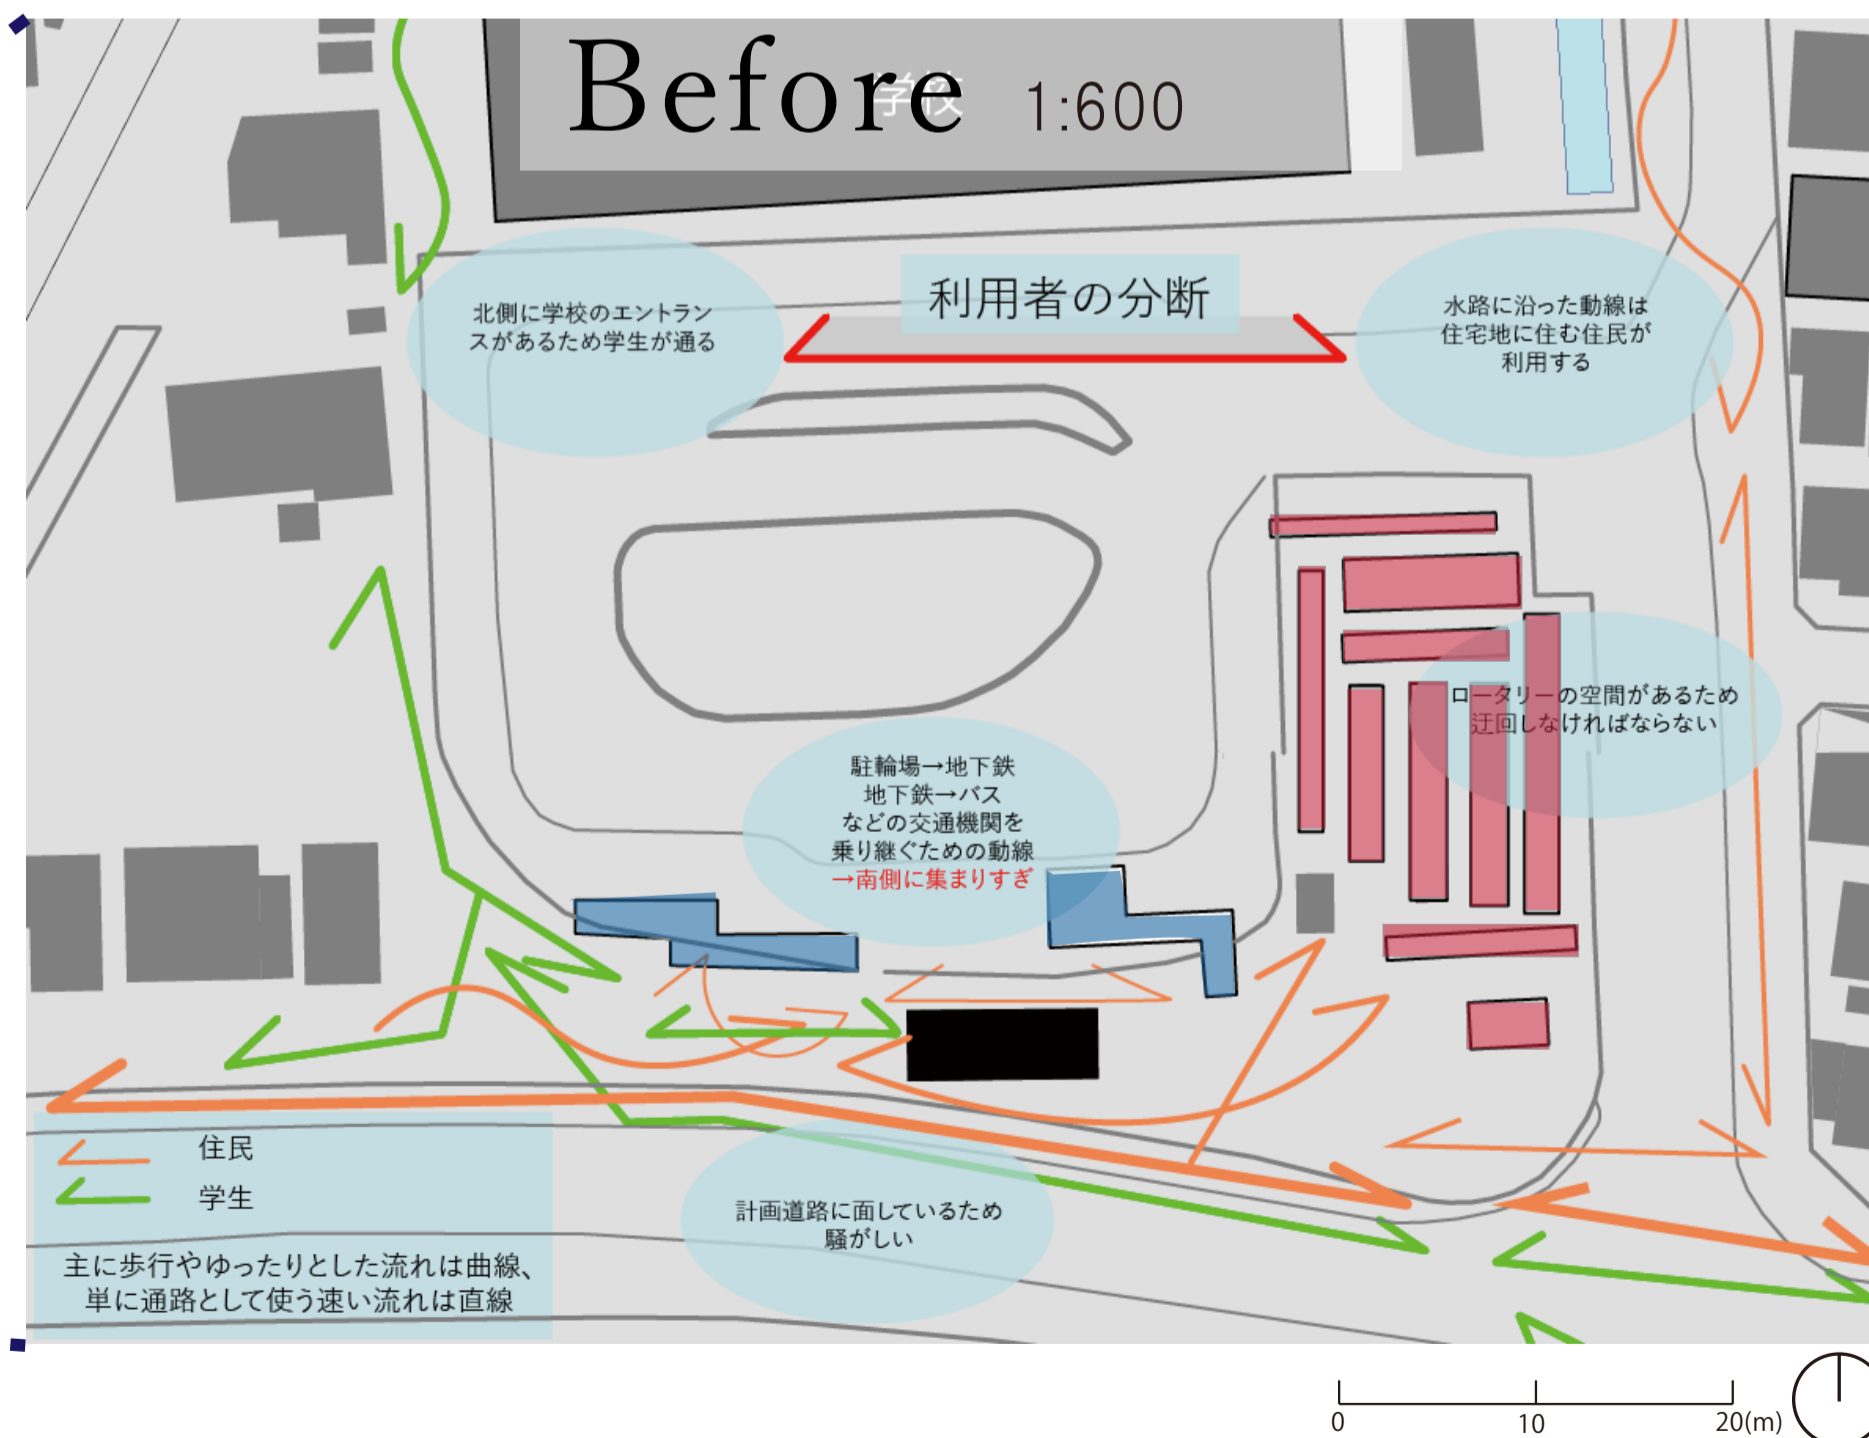 Before 1:600
学校
利用者の分断
北側に学校のエントラン
スがあるため学生が通る
水路に沿った動線は
住宅地に住む住民が
利用する
ロータリーの空間があるため
迂回しなければならない
駐輪場→地下鉄
地下鉄→バス
などの交通機関を
乗り継ぐための動線
→南側に集まりすぎ
計画道路に面しているため
騒がしい
住民
学生
主に歩行やゆったりとした流れは曲線、
単に通路として使う速い流れは直線
0 10 20(m)